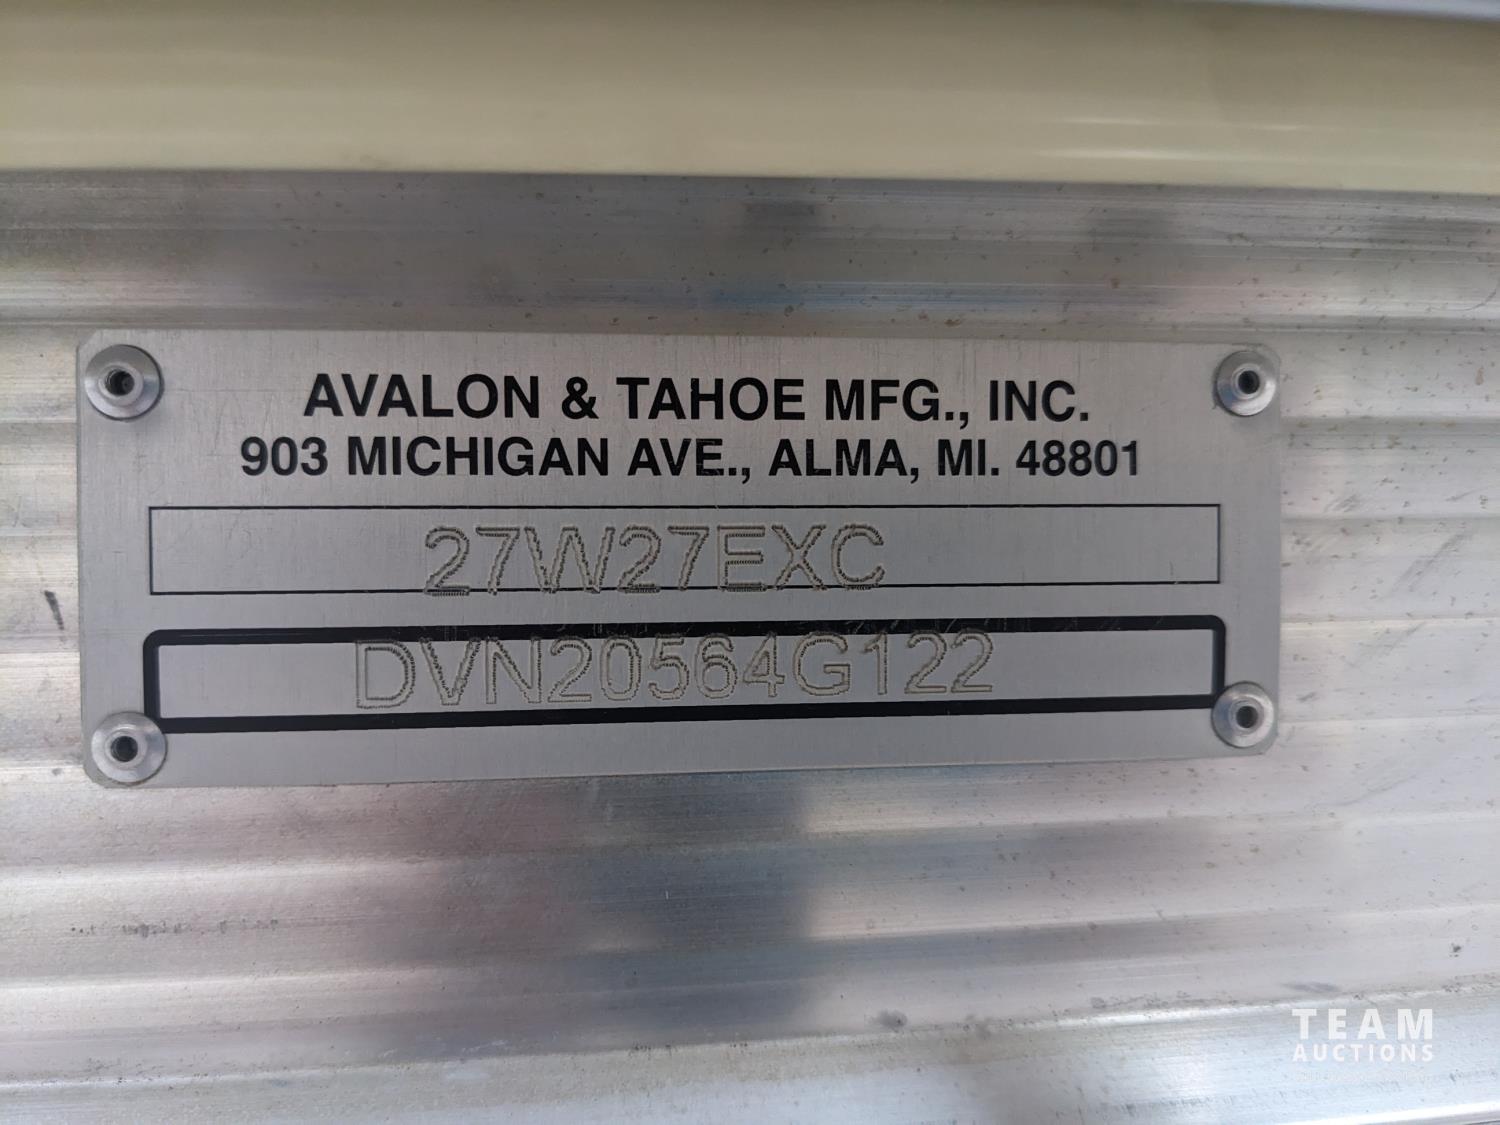 AVALON & TAHOE MFG., INC.
903 MICHIGAN AVE., ALMA, MI. 48801
27W27EXC
DVN20564G122
TEAM
AUCTIONS